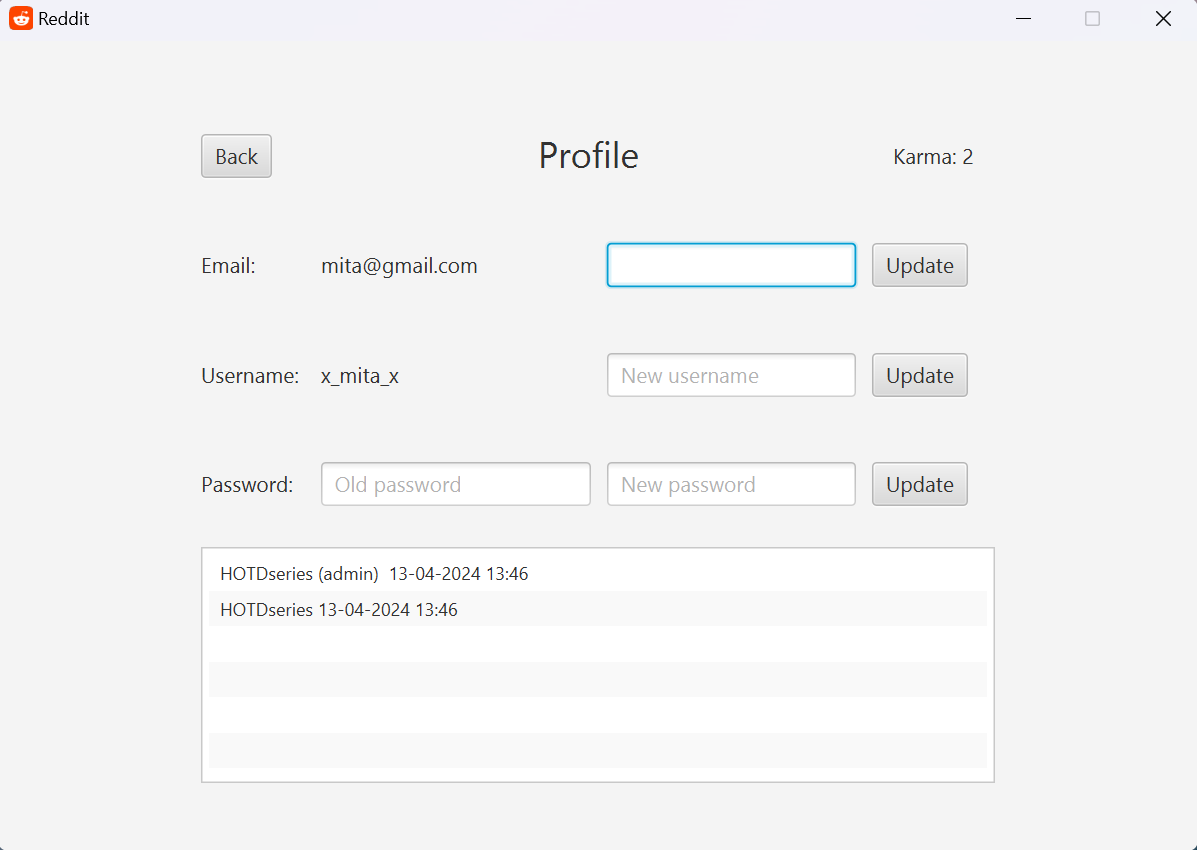 Reddit
Back Profile Karma: 2
Email: mita@gmail.com Update
Username: x_mita_x New username Update
Password: Old password New password Update
HOTDseries (admin)  13-04-2024 13:46
HOTDseries 13-04-2024 13:46